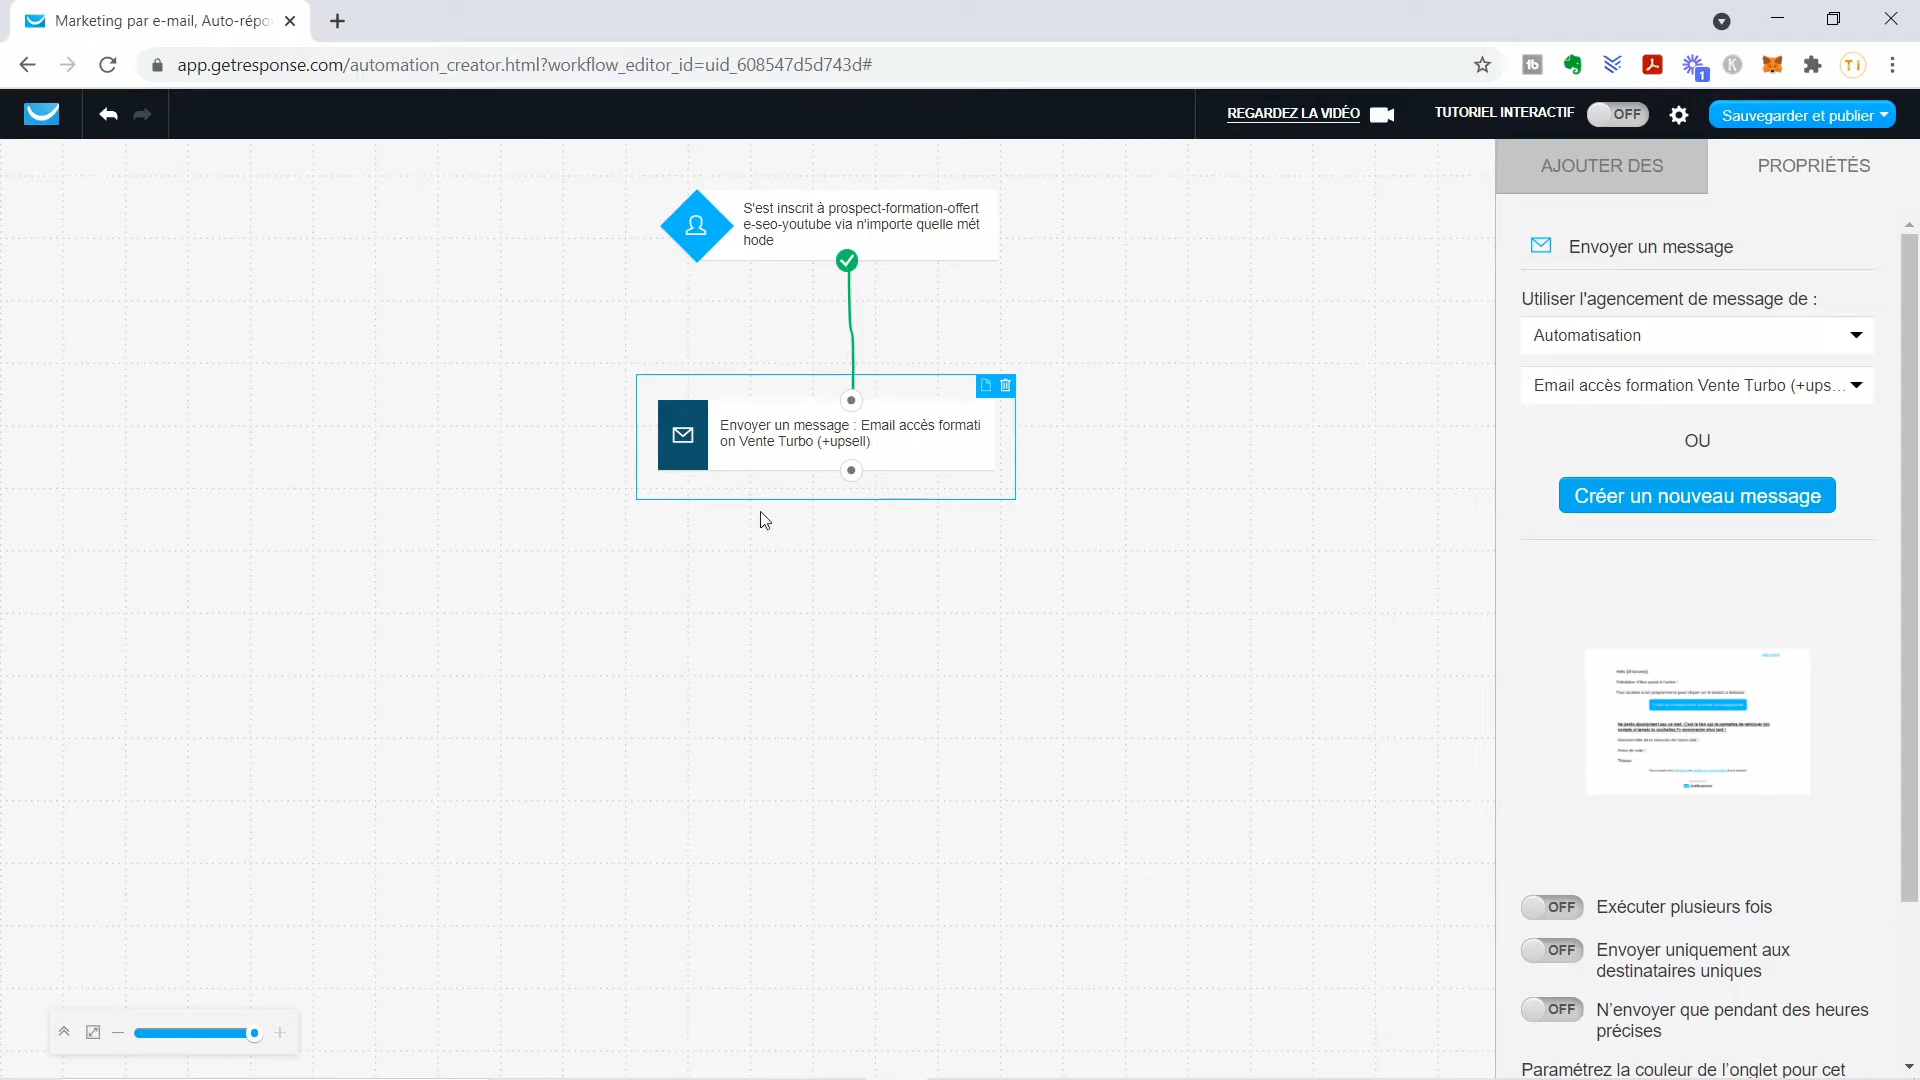 Marketing par e-mail, Auto-répo
app.getresponse.com/automation_creator.html?workflow_editor_id=uid_608547d5d743d#
1
T i
REGARDEZ LA VIDÉO
TUTORIEL INTERACTIF
OFF
Sauvegarder et publier
AJOUTER DES
PROPRIÉTÉS
S'est inscrit à prospect-formation-offert
e-seo-youtube via n'importe quelle mét
hode
Envoyer un message : Email accès formati
on Vente Turbo (+upsell)
Envoyer un message
Utiliser l'agencement de message de :
Automatisation
Email accès formation Vente Turbo (+ups...
OU
Créer un nouveau message
OFF Exécuter plusieurs fois
OFF Envoyer uniquement aux
destinataires uniques
OFF N'envoyer que pendant des heures
précises
Paramétrez la couleur de l'onglet pour cet